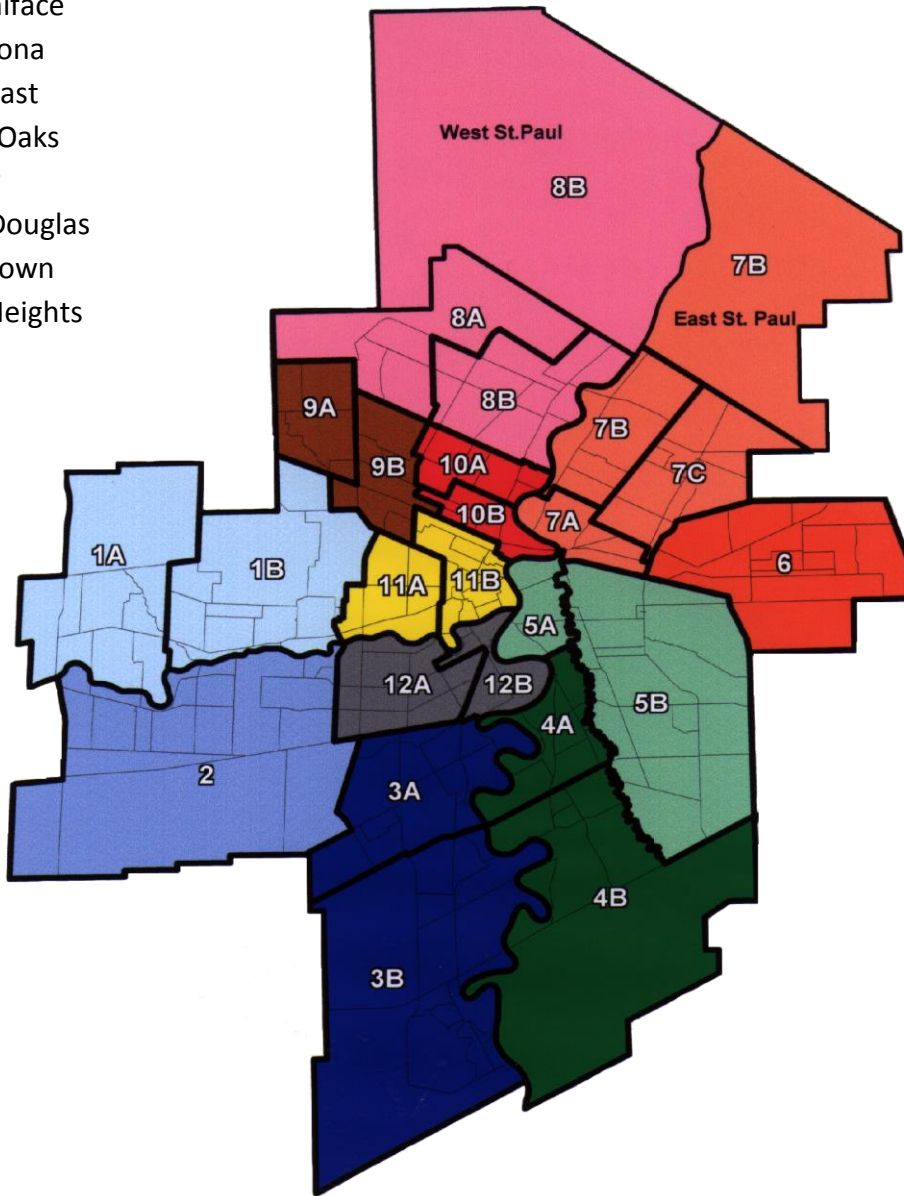 niface
ona
ast
Oaks
Douglas
own
Heights
West St.Paul
8B
7B
East St. Paul
8A
8B
9A
7B
9B
10A
7C
10B
7A
1A
1B
11A
11B
6
5A
12A
12B
5B
4A
2
3A
4B
3B